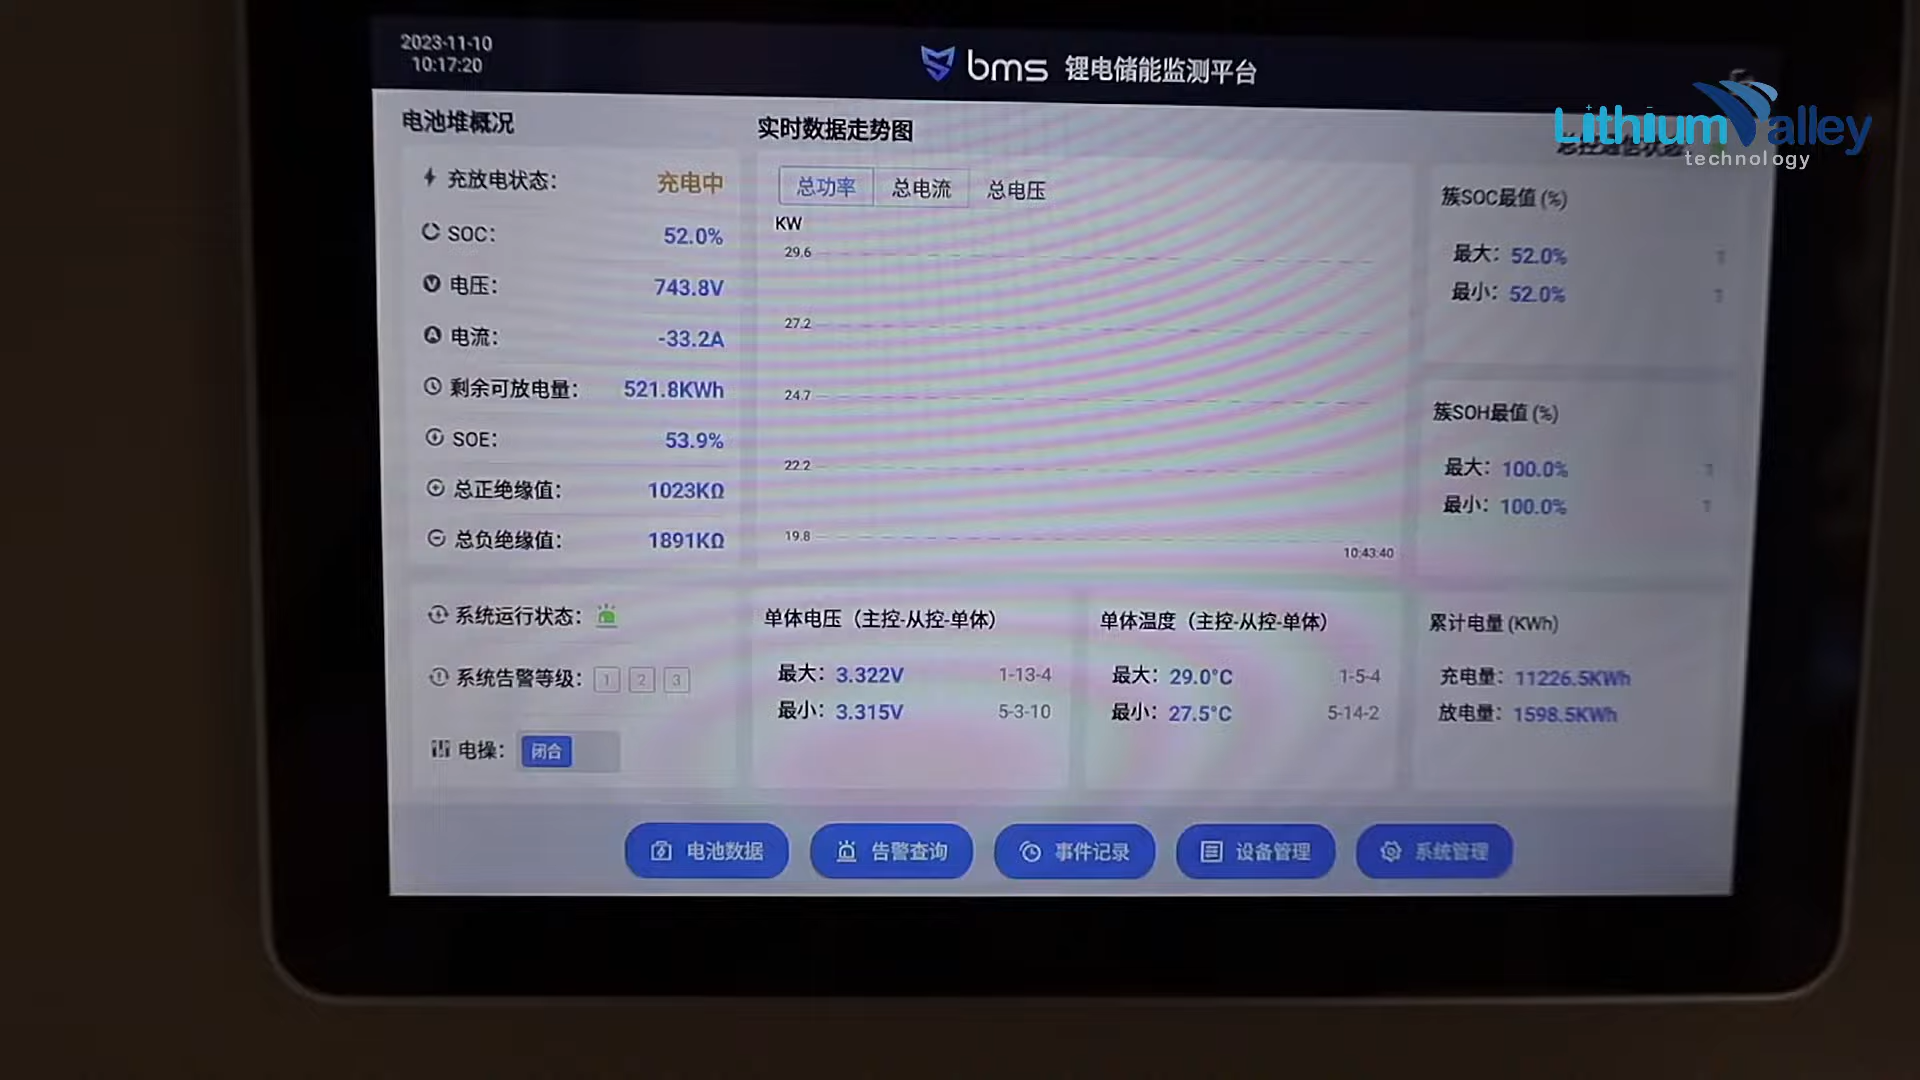 2023-11-10
10:17:20
bms 锂电储能监测平台
Lithium Valley
technology
电池堆概况
充放电状态: 充电中
SOC: 52.0%
电压: 743.8V
电流: -33.2A
剩余可放电量: 521.8KWh
SOE: 53.9%
总正绝缘值: 1023KΩ
总负绝缘值: 1891KΩ
实时数据走势图
总功率 总电流 总电压
KW
29.6
27.2
24.7
22.2
19.8
10:43:40
簇SOC最值 (%)
最大: 52.0%
最小: 52.0%
簇SOH最值 (%)
最大: 100.0%
最小: 100.0%
系统运行状态:
系统告警等级: 1 2 3
电操: 闭合
单体电压（主控-从控-单体）
最大: 3.322V 1-13-4
最小: 3.315V 5-3-10
单体温度（主控-从控-单体）
最大: 29.0°C 1-5-4
最小: 27.5°C 5-14-2
累计电量 (KWh)
充电量: 11226.5KWh
放电量: 1598.5KWh
电池数据 告警查询 事件记录 设备管理 系统管理